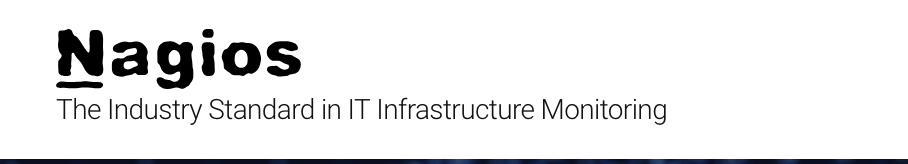 Nagios
The Industry Standard in IT Infrastructure Monitoring